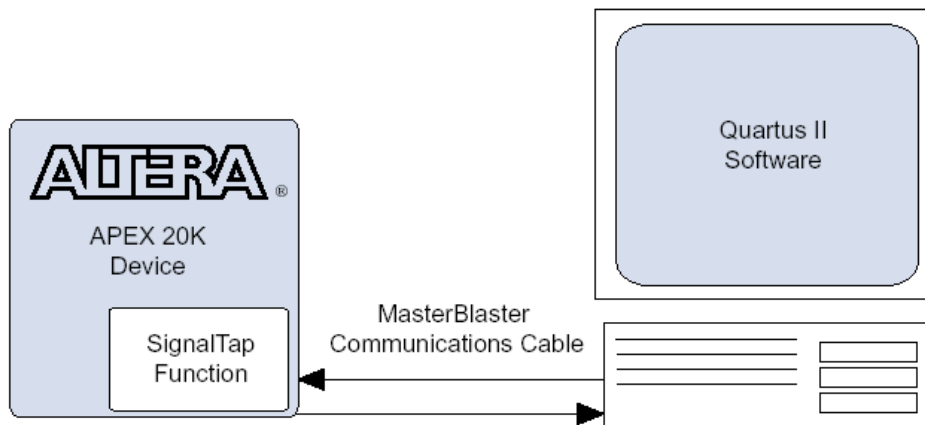 ALTERA ®
APEX 20K
Device
SignalTap
Function
MasterBlaster
Communications Cable
Quartus II
Software